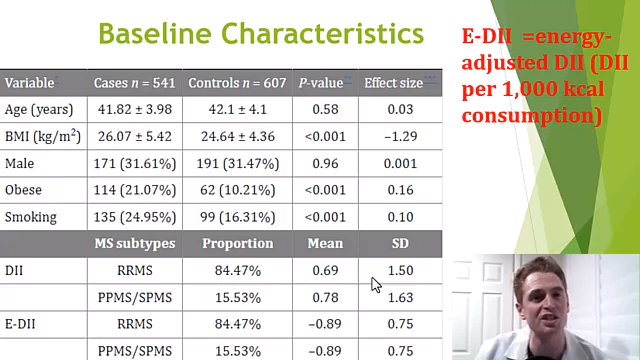 Baseline Characteristics
E-DII =energy-
adjusted DII (DII
per 1,000 kcal
consumption)
Variable* Cases n = 541 Controls n = 607 P-value** Effect size***
Age (years) 41.82 ± 3.98 42.1 ± 4.1 0.58 0.03
BMI (kg/m²) 26.07 ± 5.42 24.64 ± 4.36 <0.001 −1.29
Male 171 (31.61%) 191 (31.47%) 0.96 0.001
Obese 114 (21.07%) 62 (10.21%) <0.001 0.16
Smoking 135 (24.95%) 99 (16.31%) <0.001 0.10
MS subtypes Proportion Mean SD
DII RRMS 84.47% 0.69 1.50
PPMS/SPMS 15.53% 0.78 1.63
E-DII RRMS 84.47% −0.89 0.75
PPMS/SPMS 15.53% −0.89 0.75